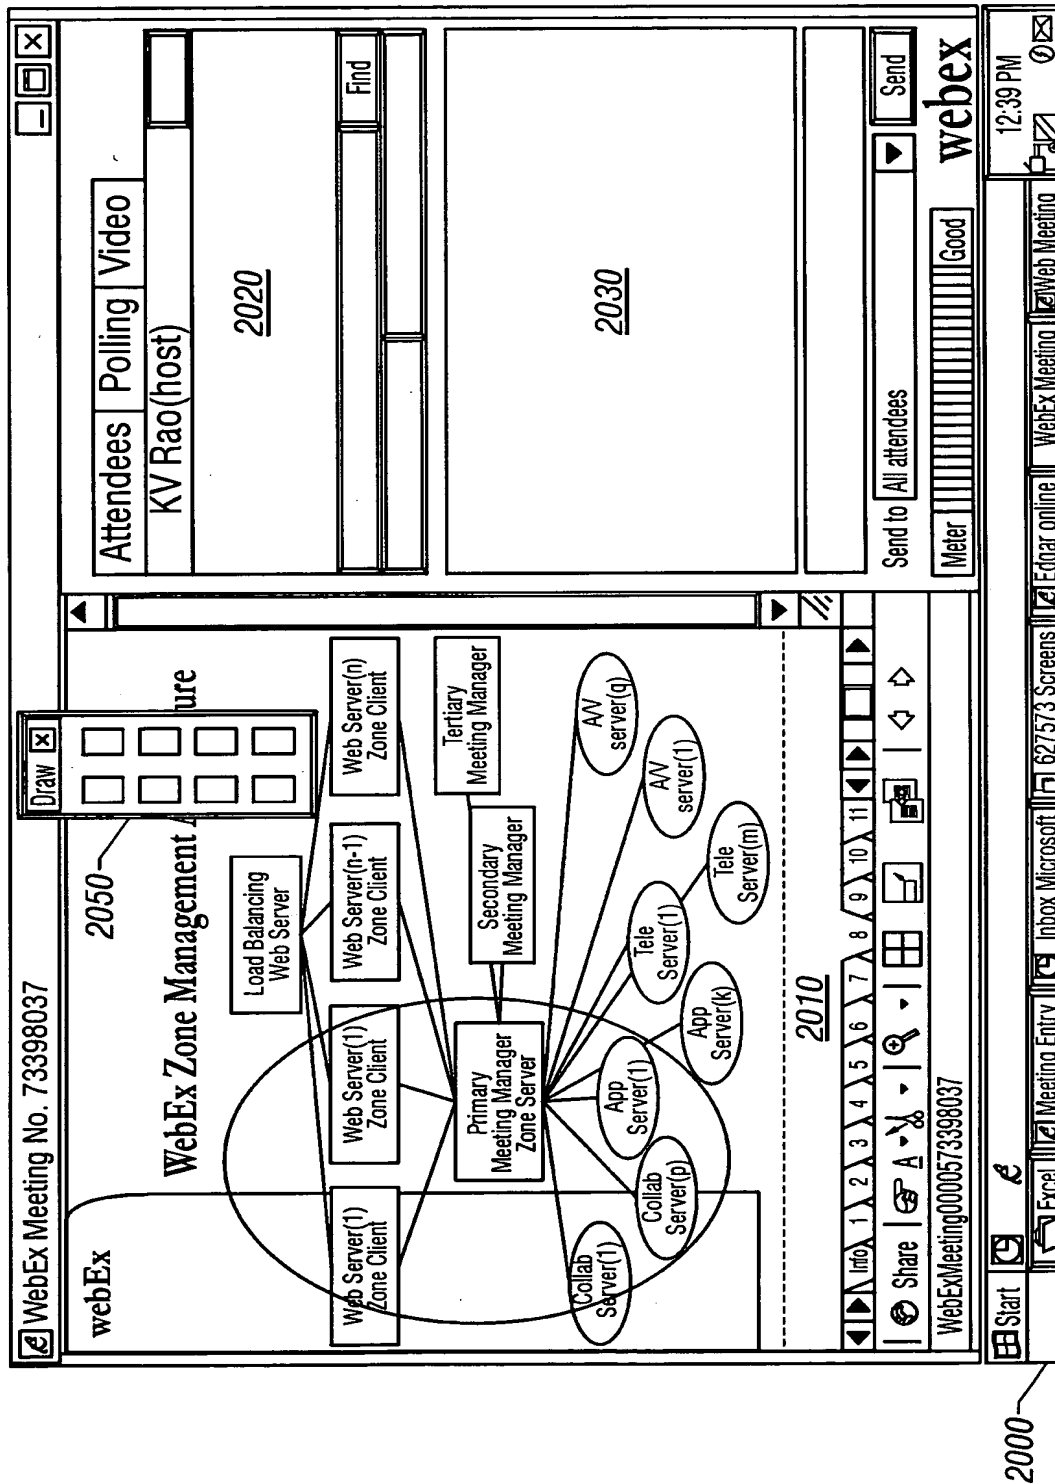 WebEx Meeting No. 73398037
Draw
2050
webEx
WebEx Zone Management A
ure
Load Balancing
Web Server
Web Server(1)
Zone Client
Web Server(1)
Zone Client
Web Server(n-1)
Zone Client
Web Server(n)
Zone Client
Primary
Meeting Manager
Zone Server
Secondary
Meeting Manager
Tertiary
Meeting Manager
Collab
Server(1)
Collab
Server(p)
App
Server(1)
App
Server(k)
Tele
Server(1)
Tele
Server(m)
A/V
server(1)
A/V
server(q)
2010
Info 1 2 3 4 5 6 7 8 9 10 11
Share A
WebExMeeting0000573398037
Attendees Polling Video
KV Rao(host)
2020
Find
2030
Send to All attendees Send
Meter Good
webex
Start
12:39 PM
Excel Meeting Entry Inbox Microsoft 627573 Screens Edgar online WebEx Meeting Web Meeting
2000